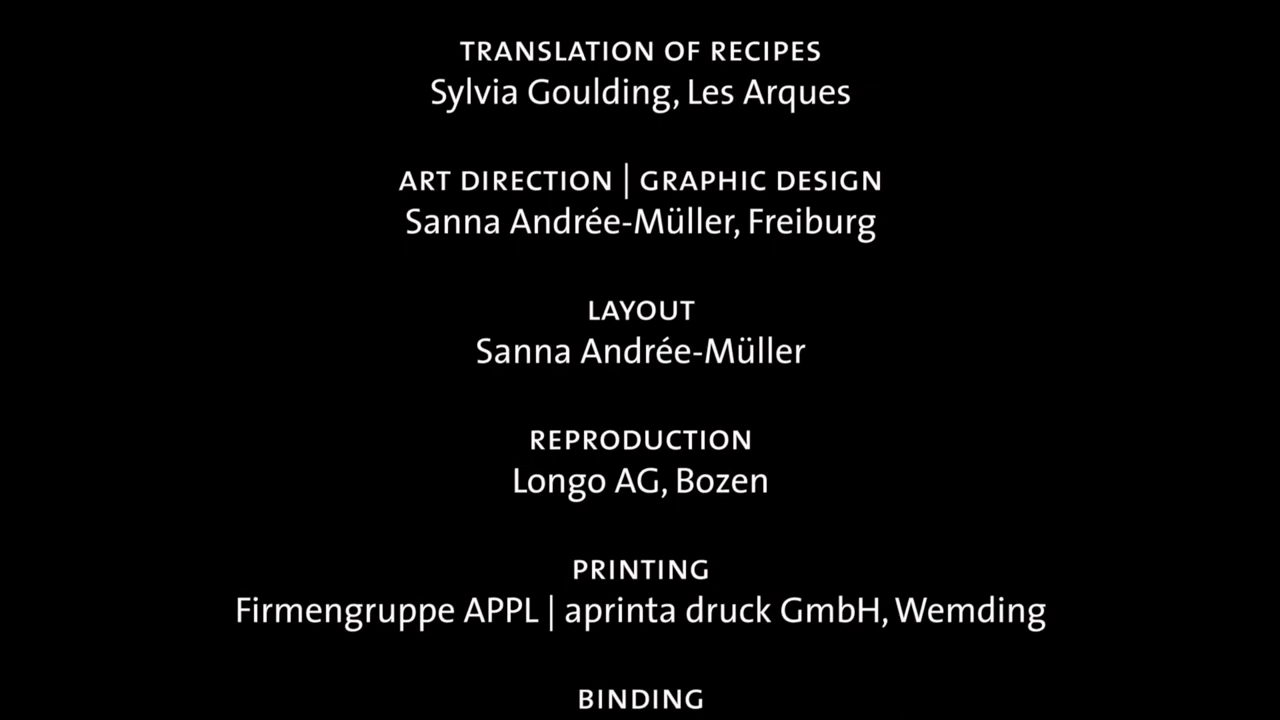 TRANSLATION OF RECIPES
Sylvia Goulding, Les Arques
ART DIRECTION | GRAPHIC DESIGN
Sanna Andrée-Müller, Freiburg
LAYOUT
Sanna Andrée-Müller
REPRODUCTION
Longo AG, Bozen
PRINTING
Firmengruppe APPL | aprinta druck GmbH, Wemding
BINDING